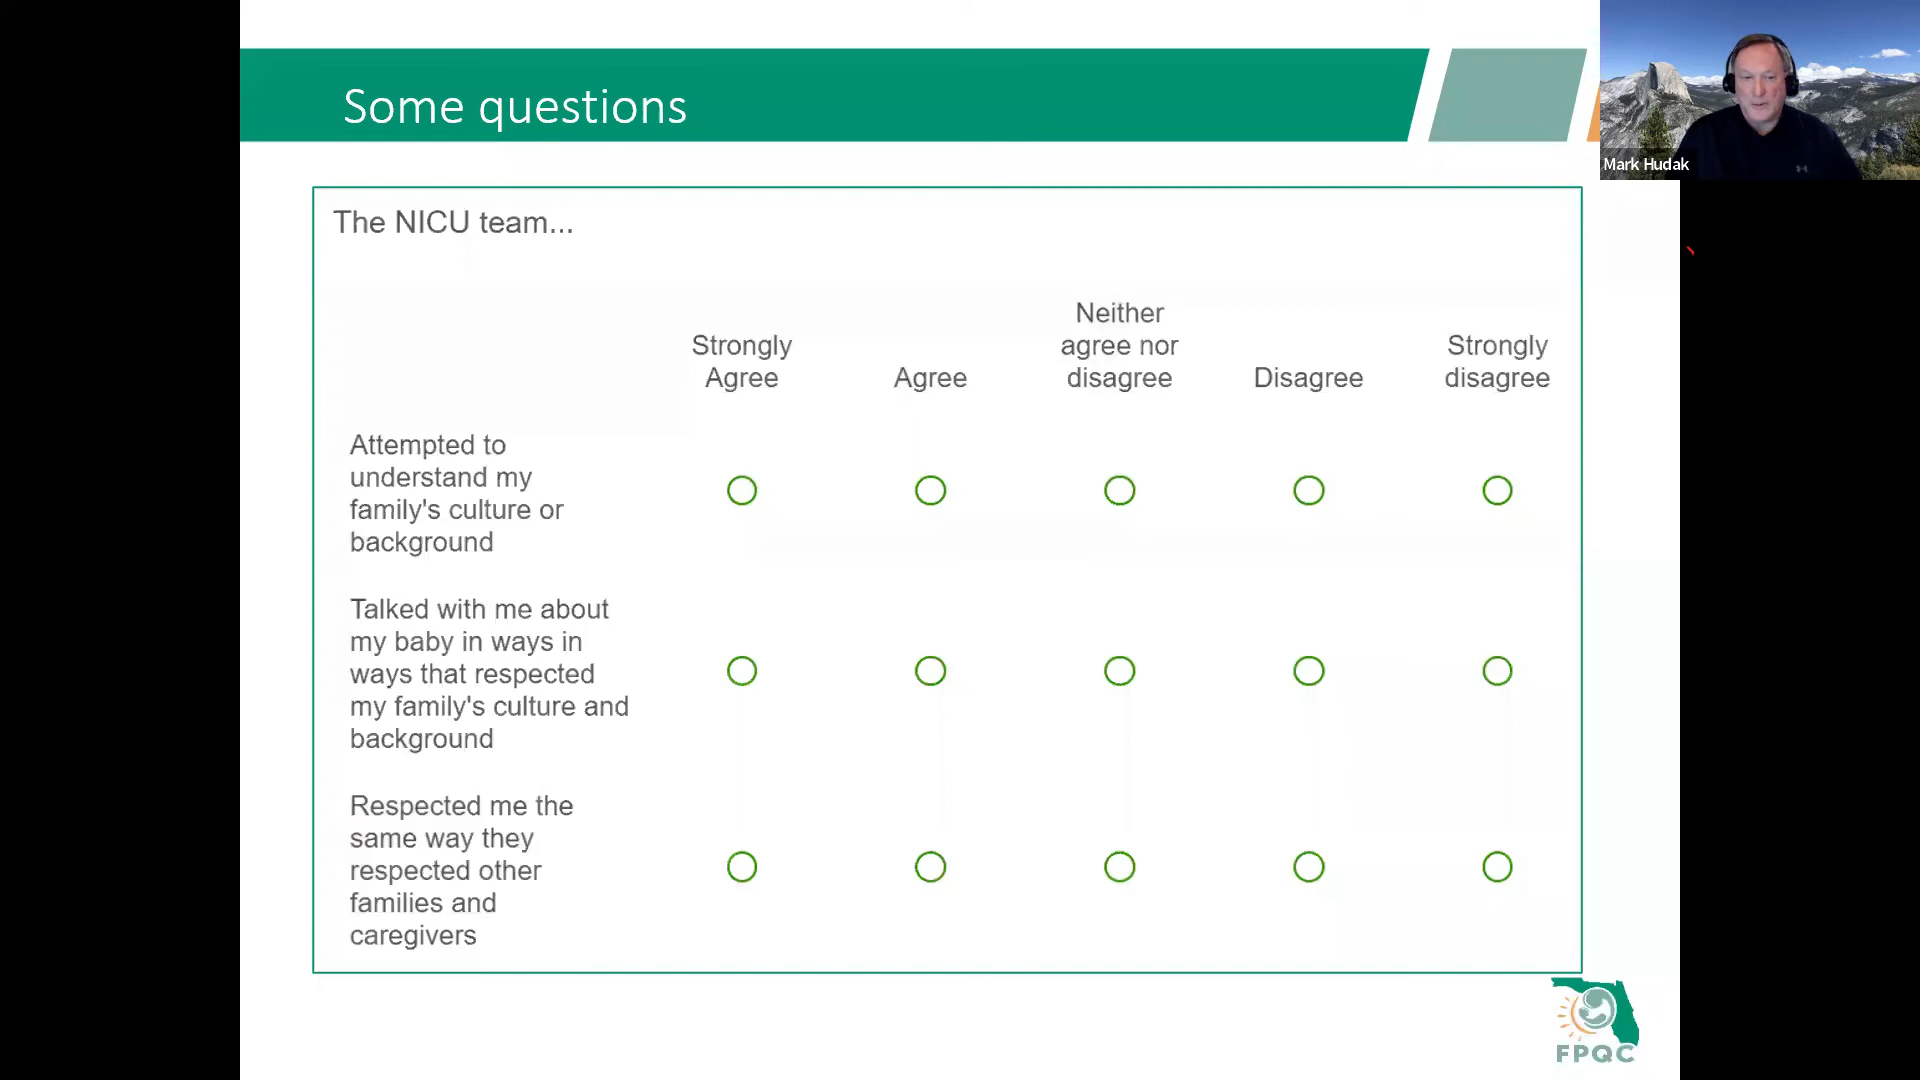 Some questions
Mark Hudak
The NICU team...
Strongly
Agree
Agree
Neither
agree nor
disagree
Disagree
Strongly
disagree
Attempted to
understand my
family's culture or
background
Talked with me about
my baby in ways in
ways that respected
my family's culture and
background
Respected me the
same way they
respected other
families and
caregivers
FPQC